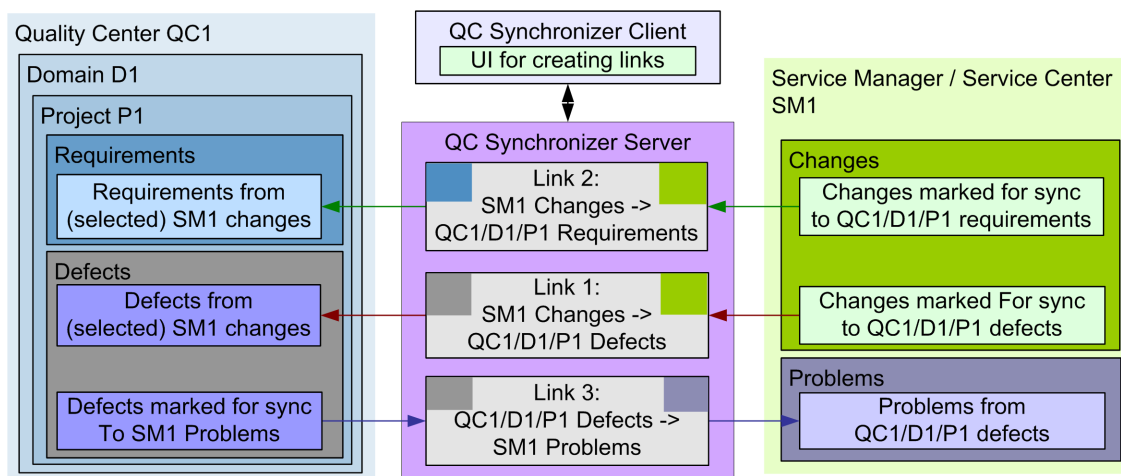 Quality Center QC1
Domain D1
Project P1
Requirements
Requirements from
(selected) SM1 changes
Defects
Defects from
(selected) SM1 changes
Defects marked for sync
To SM1 Problems
QC Synchronizer Client
UI for creating links
QC Synchronizer Server
Link 2:
SM1 Changes ->
QC1/D1/P1 Requirements
Link 1:
SM1 Changes ->
QC1/D1/P1 Defects
Link 3:
QC1/D1/P1 Defects ->
SM1 Problems
Service Manager / Service Center
SM1
Changes
Changes marked for sync
to QC1/D1/P1 requirements
Changes marked For sync
to QC1/D1/P1 defects
Problems
Problems from
QC1/D1/P1 defects